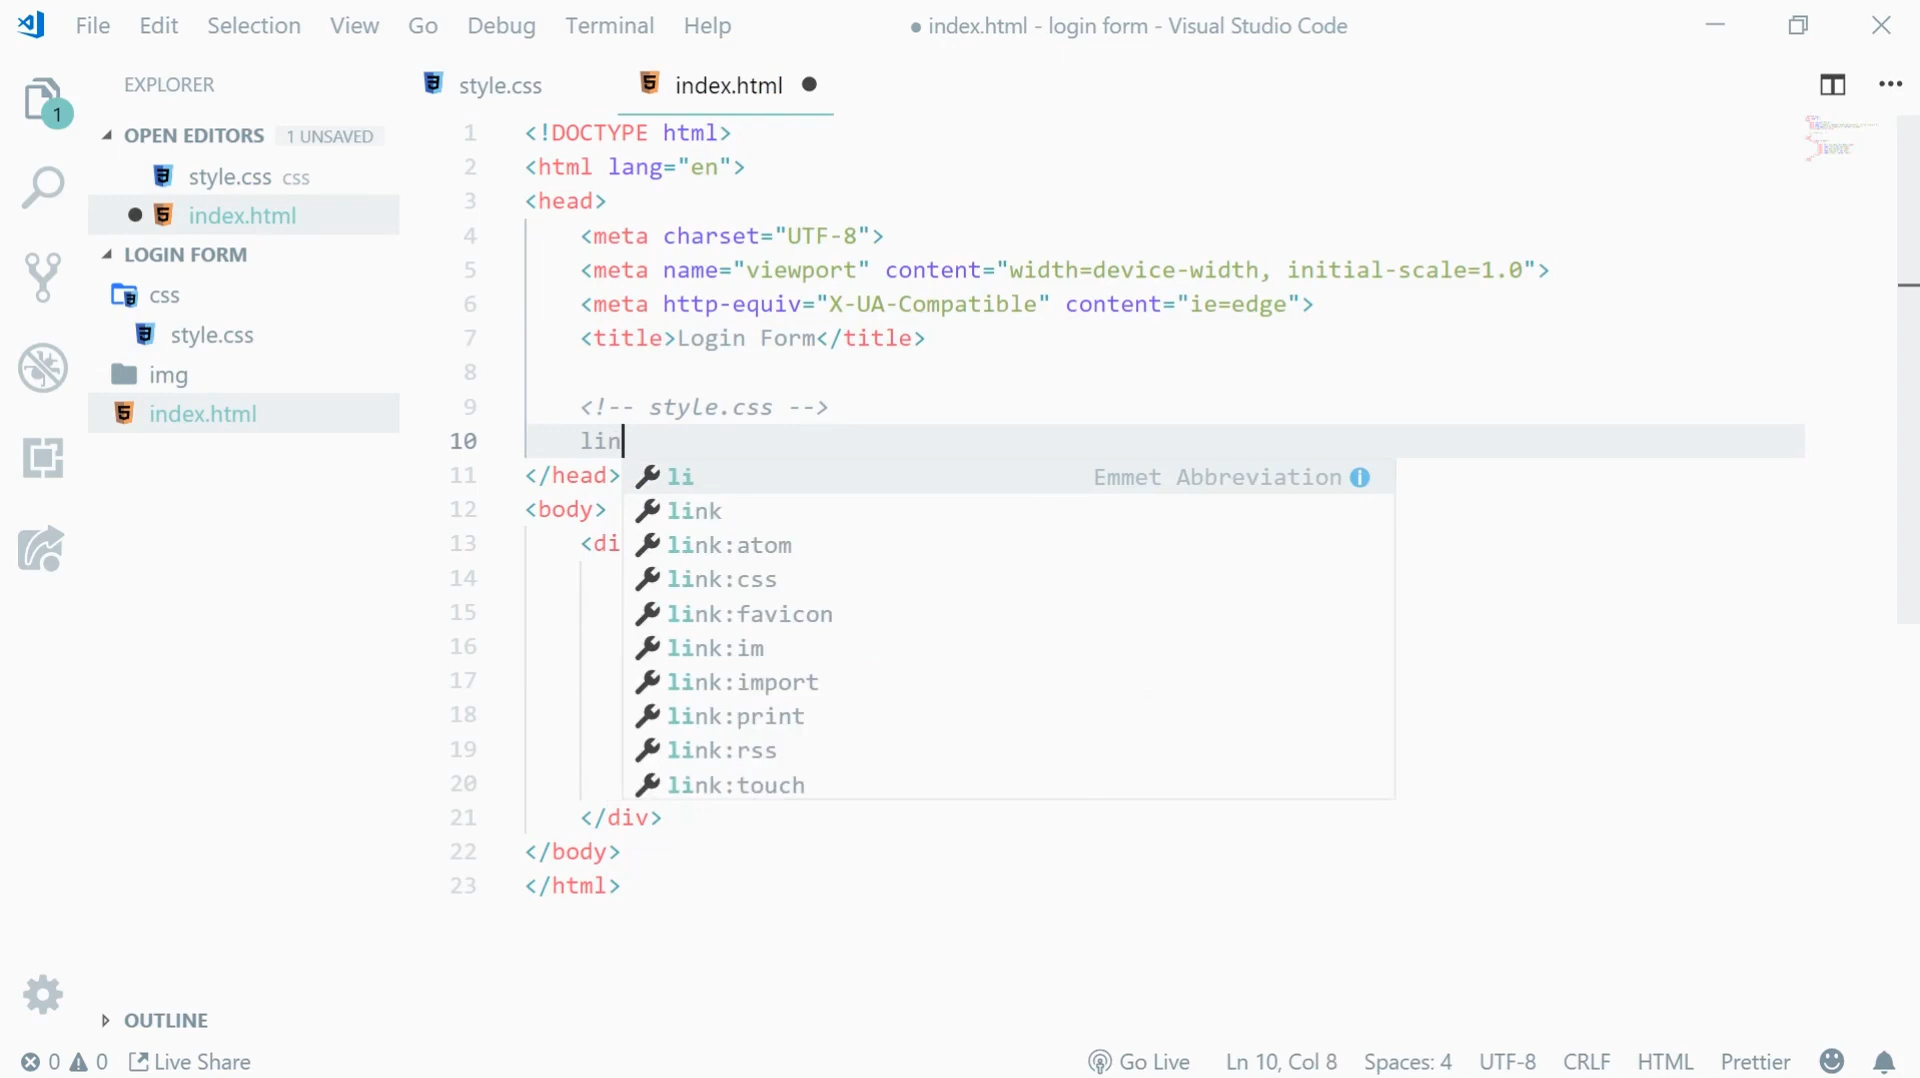 File Edit Selection View Go Debug Terminal Help
● index.html - login form - Visual Studio Code
EXPLORER
1
OPEN EDITORS 1 UNSAVED
style.css css
index.html
LOGIN FORM
css
style.css
img
index.html
OUTLINE
style.css
index.html
1 <!DOCTYPE html>
2 <html lang="en">
3 <head>
4 <meta charset="UTF-8">
5 <meta name="viewport" content="width=device-width, initial-scale=1.0">
6 <meta http-equiv="X-UA-Compatible" content="ie=edge">
7 <title>Login Form</title>
8
9 <!-- style.css -->
10 lin
11 </head>
12 <body>
13 <di
14
15
16
17
18
19
20
21 </div>
22 </body>
23 </html>
li Emmet Abbreviation
link
link:atom
link:css
link:favicon
link:im
link:import
link:print
link:rss
link:touch
0 0 Live Share
Go Live Ln 10, Col 8 Spaces: 4 UTF-8 CRLF HTML Prettier